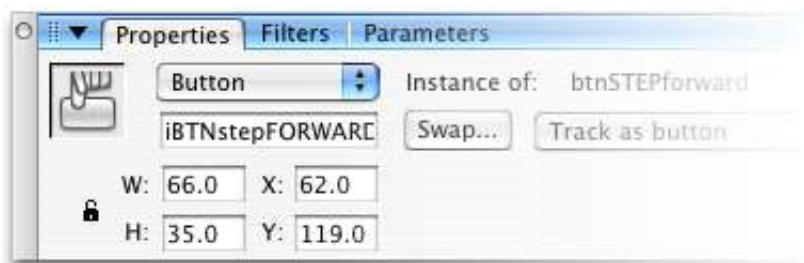 Properties Filters Parameters
Button Instance of: btnSTEPforward
iBTNstepFORWARD Swap... Track as button
W: 66.0 X: 62.0
H: 35.0 Y: 119.0